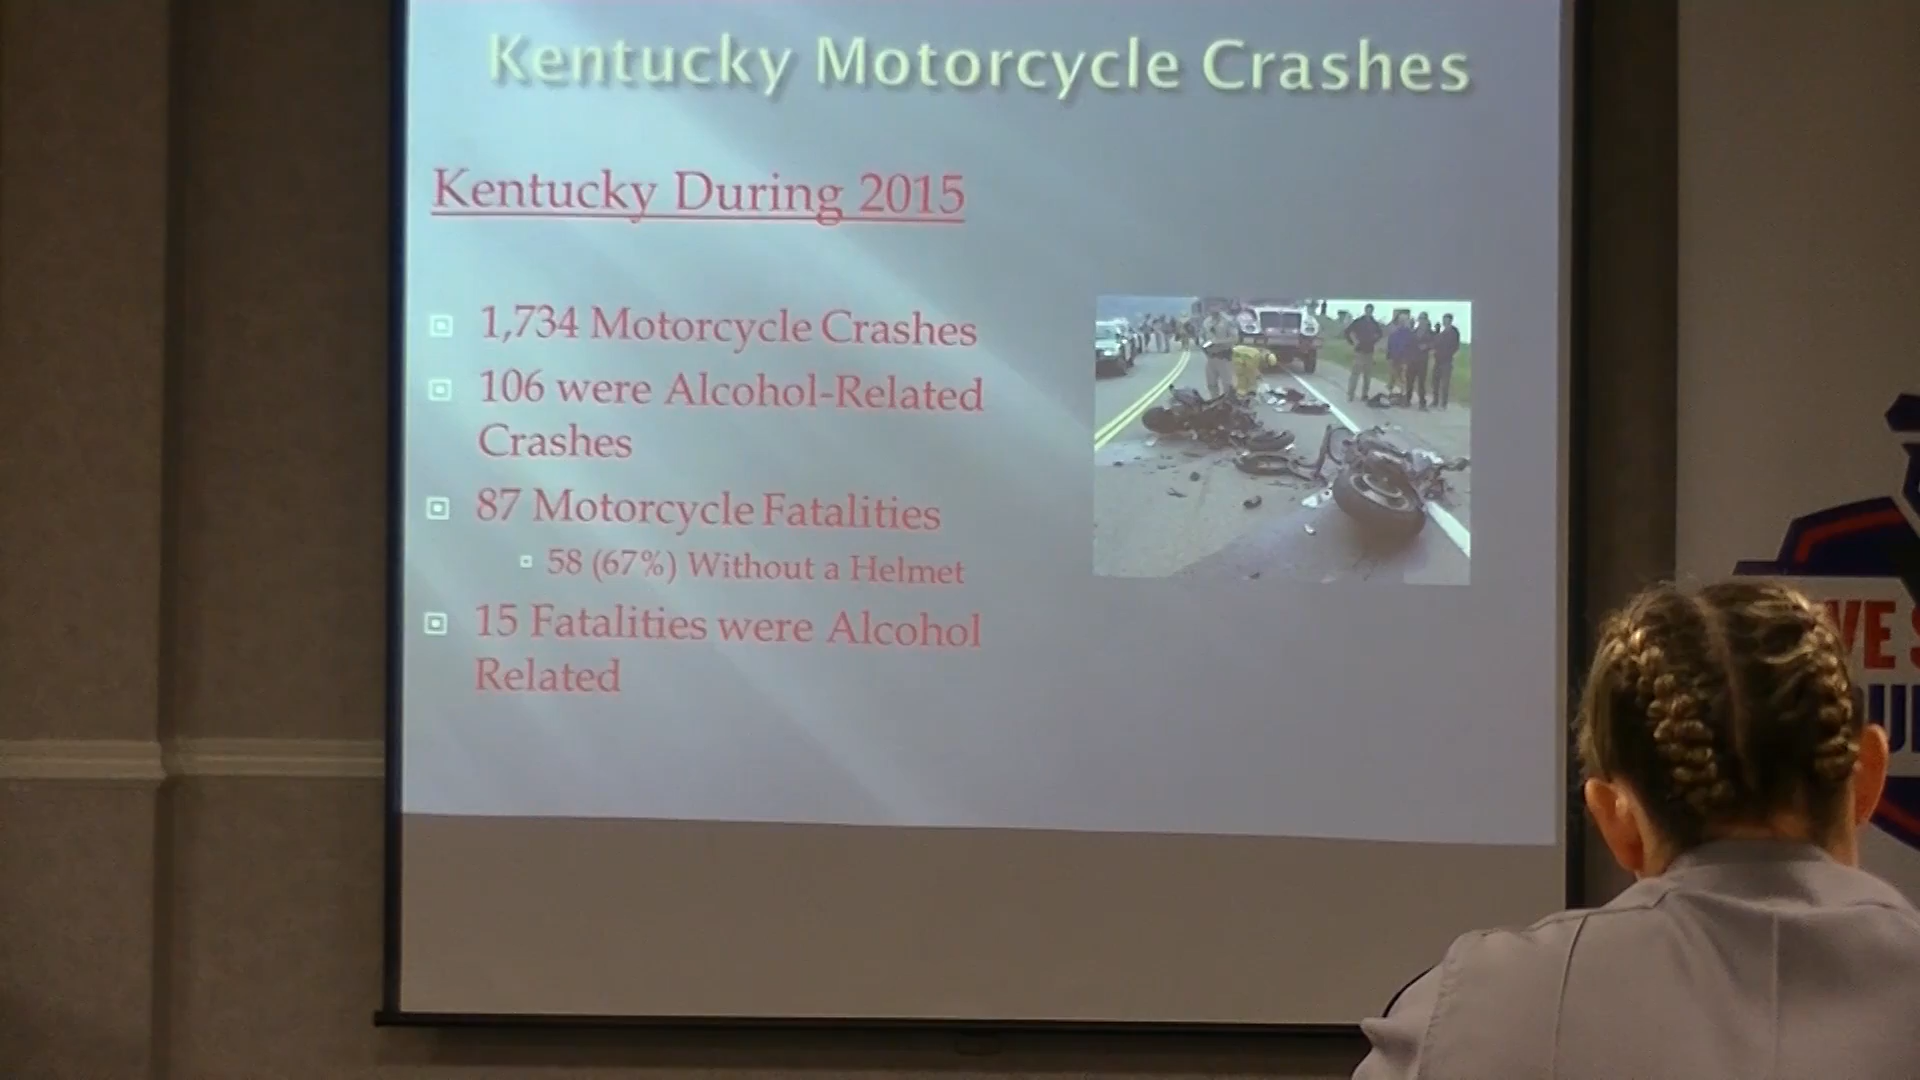 Kentucky Motorcycle Crashes
Kentucky During 2015
1,734 Motorcycle Crashes
106 were Alcohol-Related
Crashes
87 Motorcycle Fatalities
58 (67%) Without a Helmet
15 Fatalities were Alcohol
Related